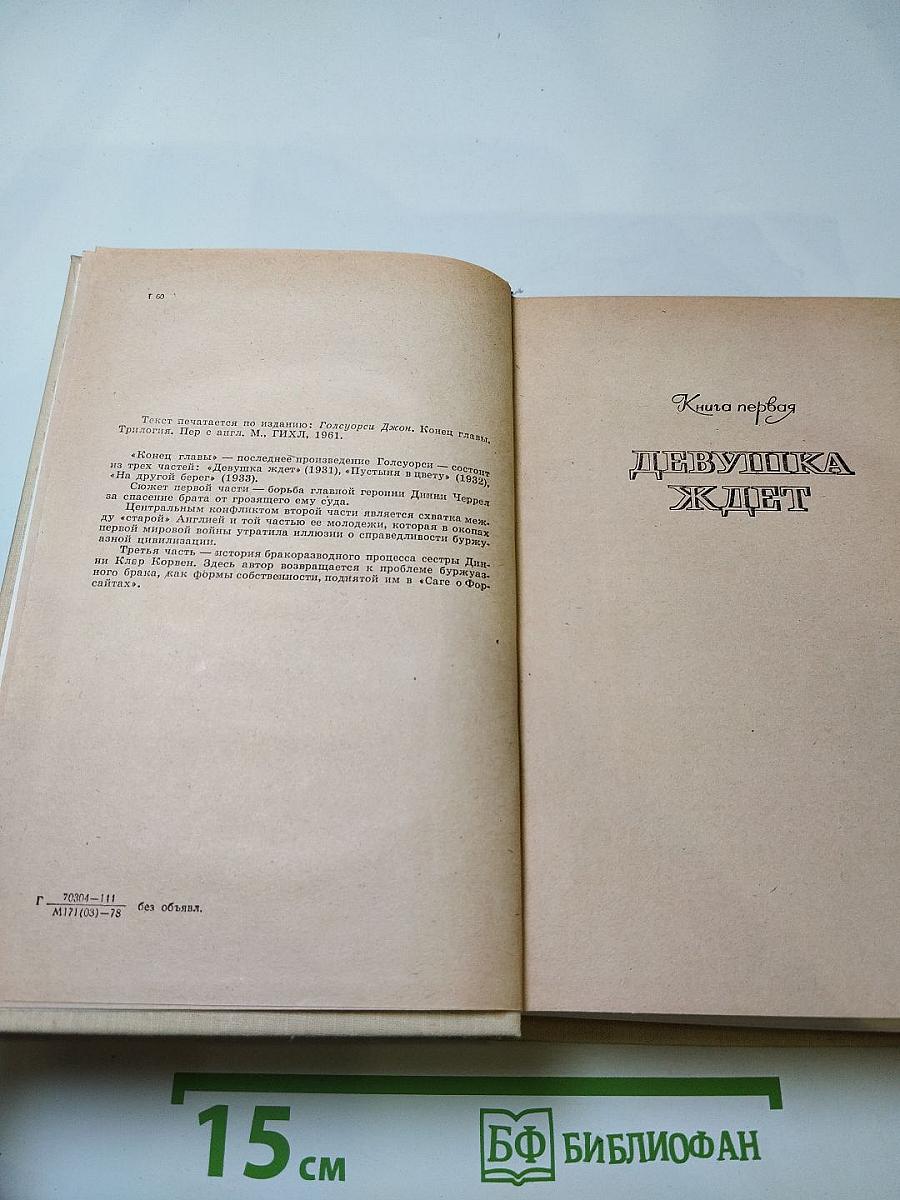 Г 60
Текст печатается по изданию: Голсуорси Джон. Конец главы.
Трилогия. Пер с англ. М., ГИХЛ, 1961.
«Конец главы» — последнее произведение Голсуорси — состоит
из трех частей: «Девушка ждет» (1931), «Пустыня в цвету» (1932),
«На другой берег» (1933).
Сюжет первой части — борьба главной героини Динни Черрел
за спасение брата от грозящего ему суда.
Центральным конфликтом второй части является схватка меж-
ду «старой» Англией и той частью ее молодежи, которая в окопах
первой мировой войны утратила иллюзии о справедливости буржу-
азной цивилизации.
Третья часть — история бракоразводного процесса сестры Дин-
ни Клер Корвен. Здесь автор возвращается к проблеме буржуаз-
ного брака, как формы собственности, поднятой им в «Саге о Фор-
сайтах».
Г 70304—111
М171(03)—78 без объявл.
Книга первая
ДЕВУШКА
ЖДЕТ
15 см
БФ БИБЛИОФАН